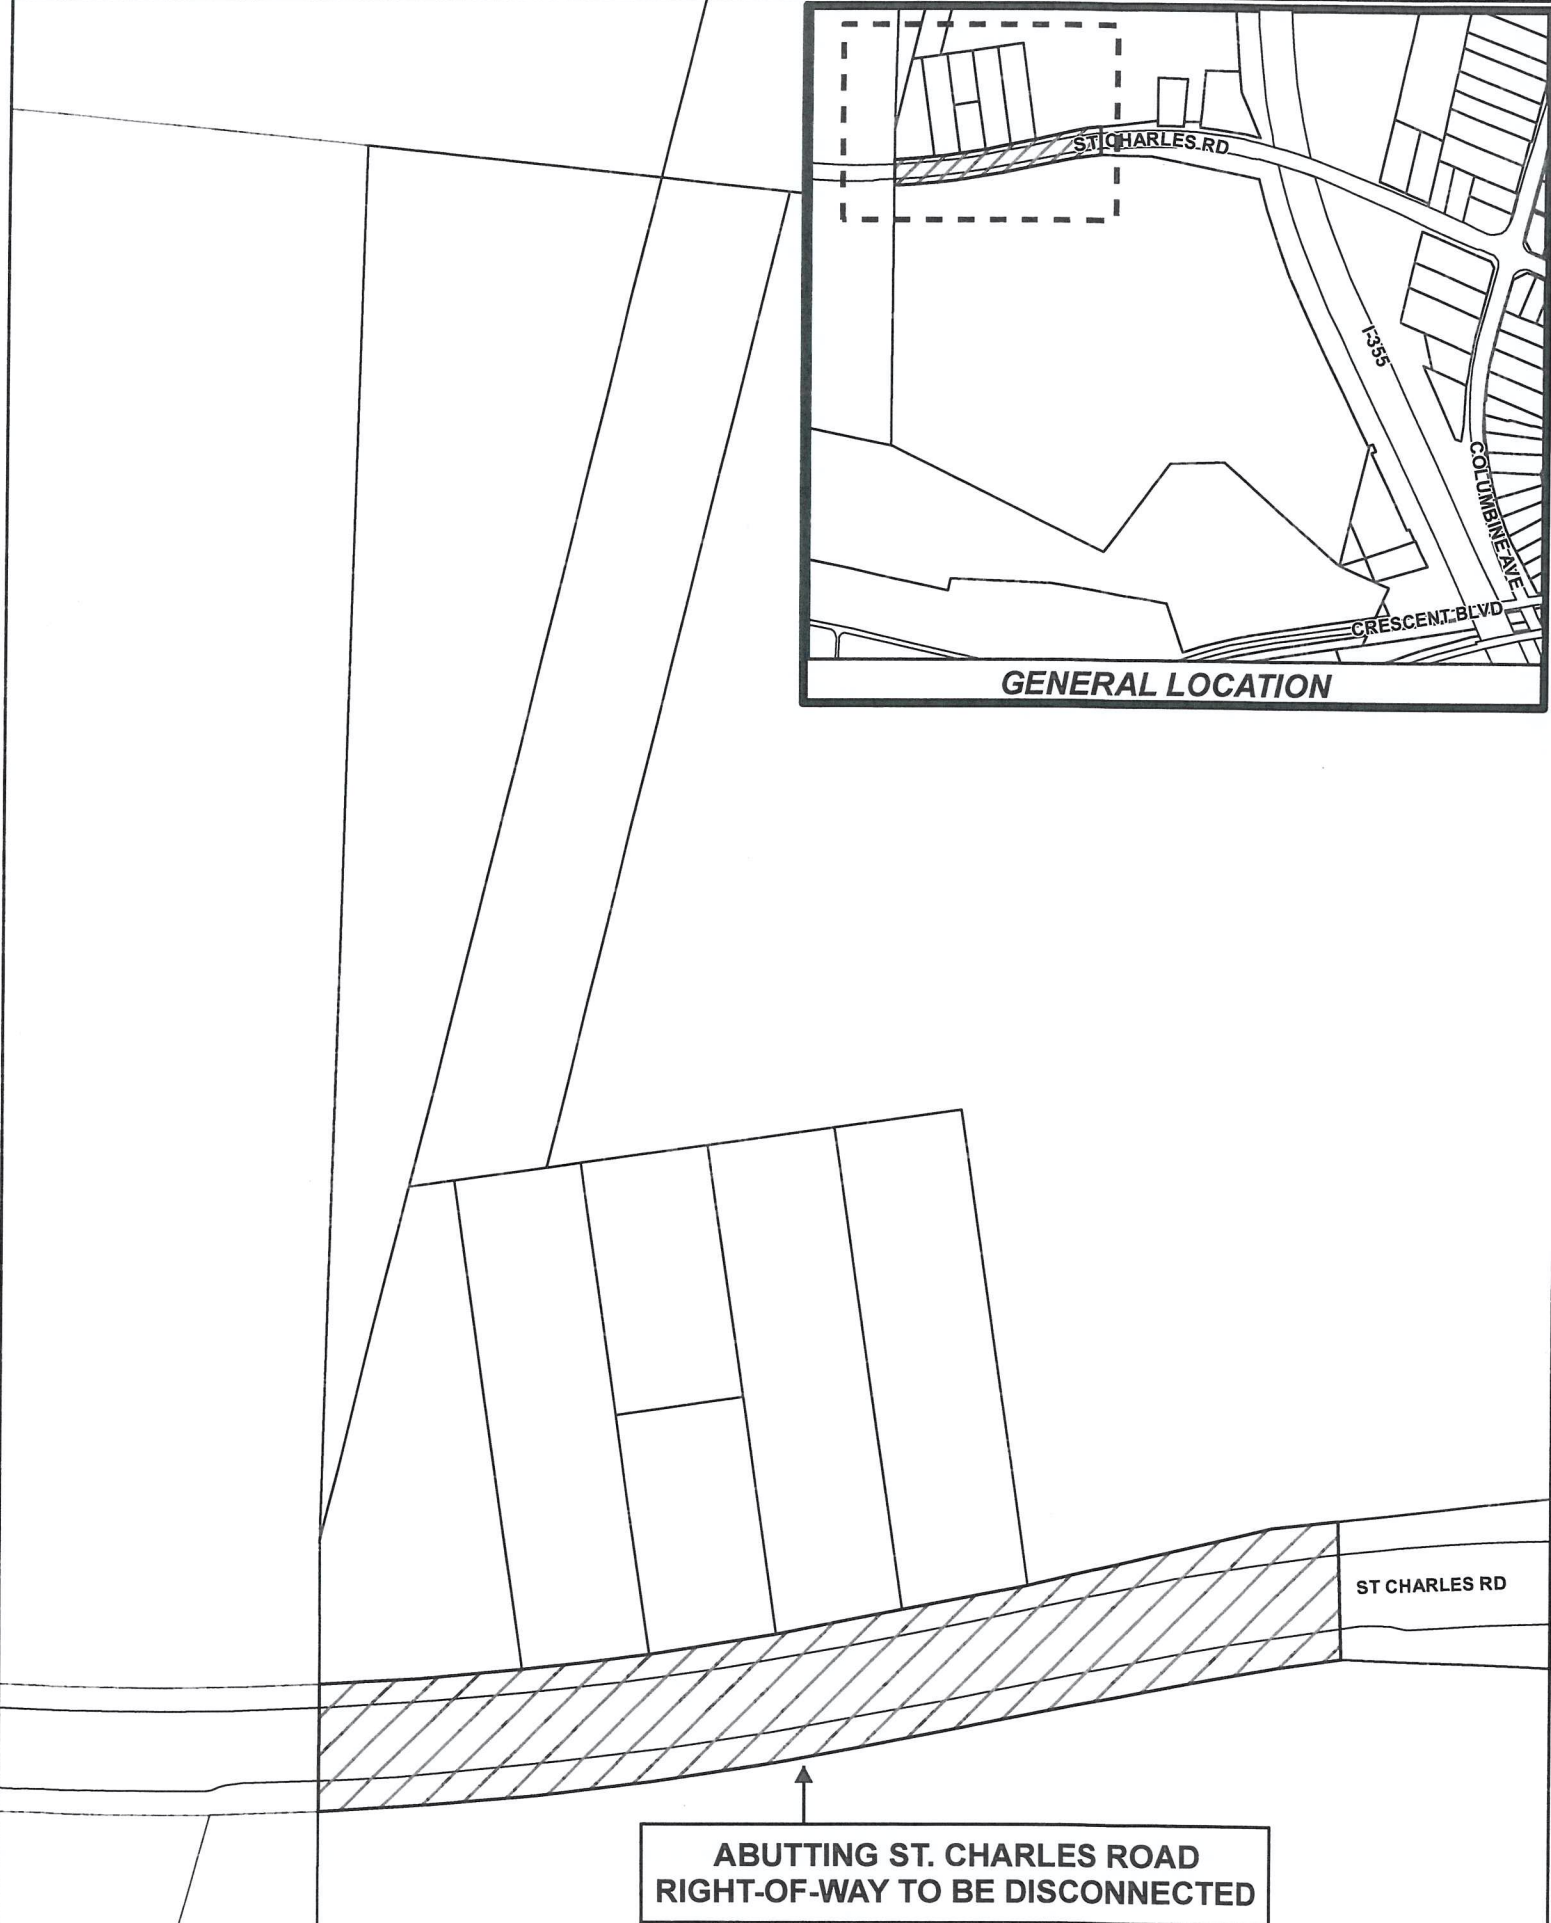 ST CHARLES RD
I-355
COLUMBINE AVE
CRESCENT BLVD
GENERAL LOCATION
ST CHARLES RD
ABUTTING ST. CHARLES ROAD
RIGHT-OF-WAY TO BE DISCONNECTED